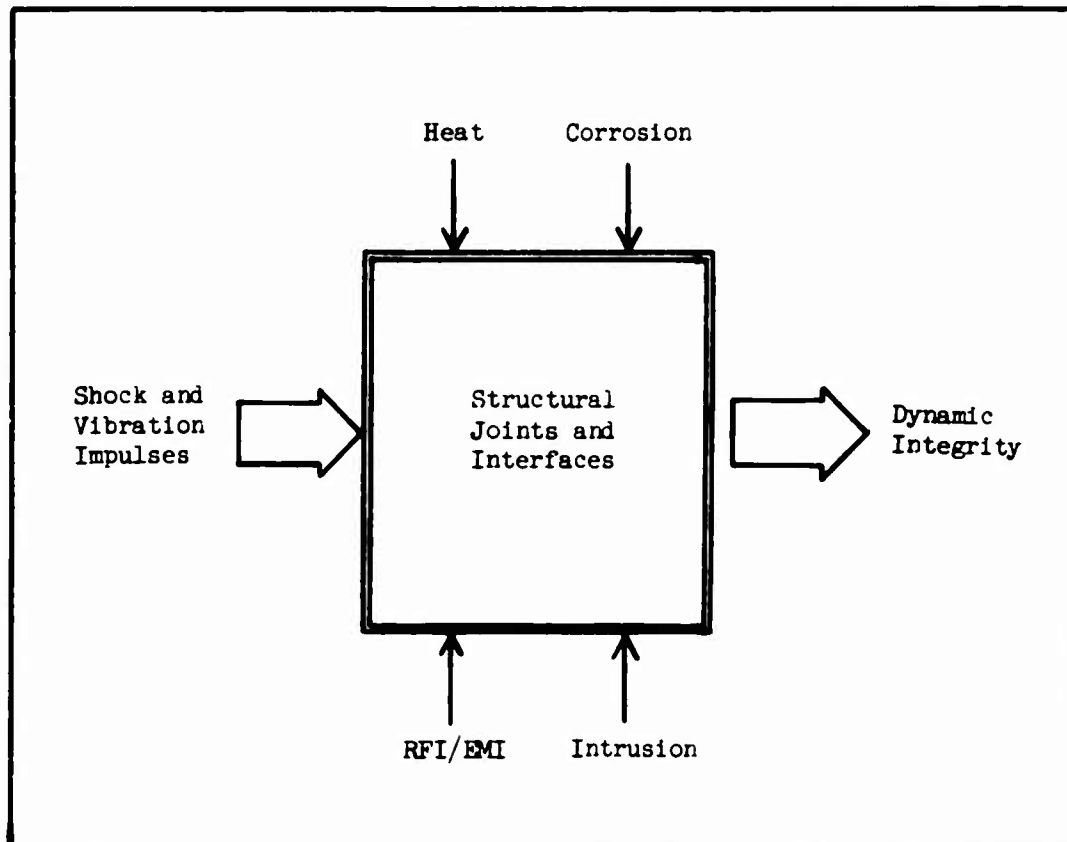 Heat
Corrosion
Shock and
Vibration
Impulses
Structural
Joints and
Interfaces
Dynamic
Integrity
RFI/EMI
Intrusion